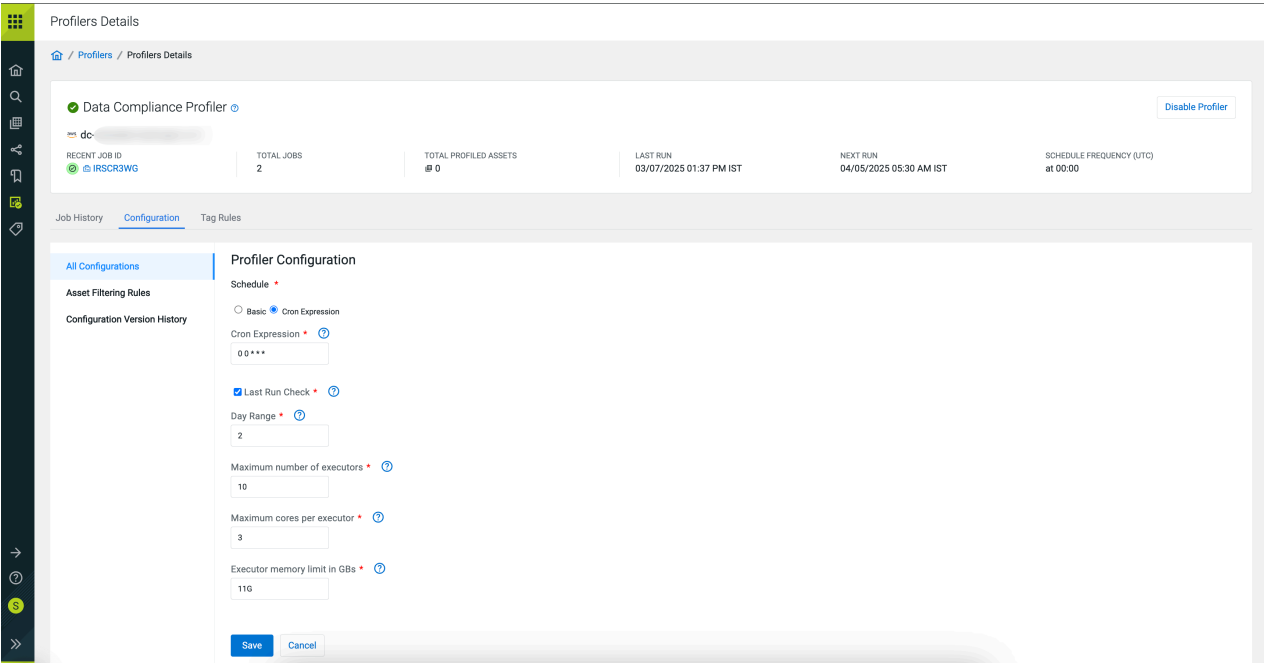 Profilers Details
/ Profilers / Profilers Details
Data Compliance Profiler
Disable Profiler
aws dc-
RECENT JOB ID
IRSCR3WG
TOTAL JOBS
2
TOTAL PROFILED ASSETS
0
LAST RUN
03/07/2025 01:37 PM IST
NEXT RUN
04/05/2025 05:30 AM IST
SCHEDULE FREQUENCY (UTC)
at 00:00
Job History Configuration Tag Rules
All Configurations
Asset Filtering Rules
Configuration Version History
Profiler Configuration
Schedule *
Basic Cron Expression
Cron Expression * ?
0 0 * * *
Last Run Check * ?
Day Range * ?
2
Maximum number of executors * ?
10
Maximum cores per executor * ?
3
Executor memory limit in GBs * ?
11G
Save Cancel
S